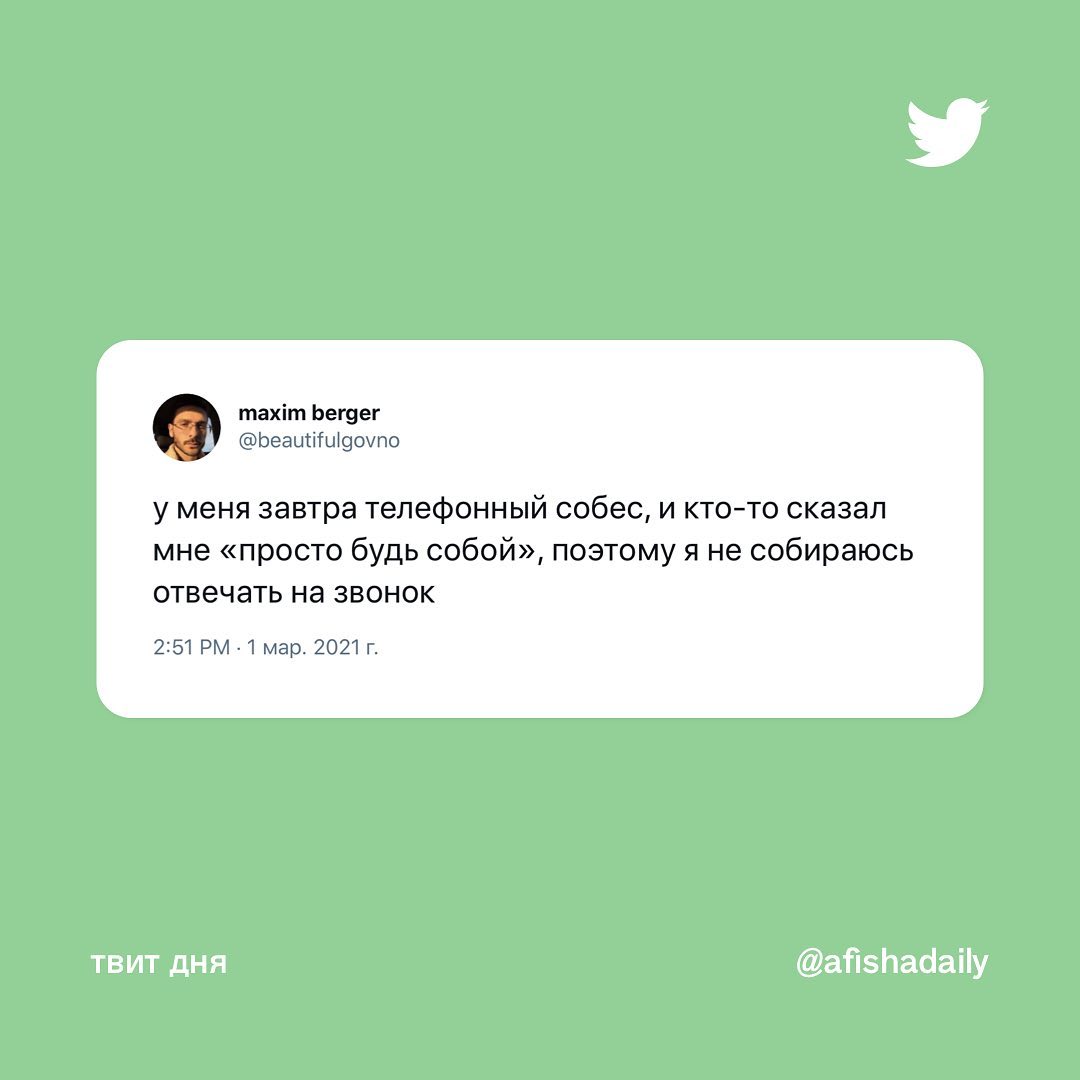 maxim berger
@beautifulgovno
у меня завтра телефонный собес, и кто-то сказал
мне «просто будь собой», поэтому я не собираюсь
отвечать на звонок
2:51 PM · 1 мар. 2021 г.
твит дня
@afishadaily